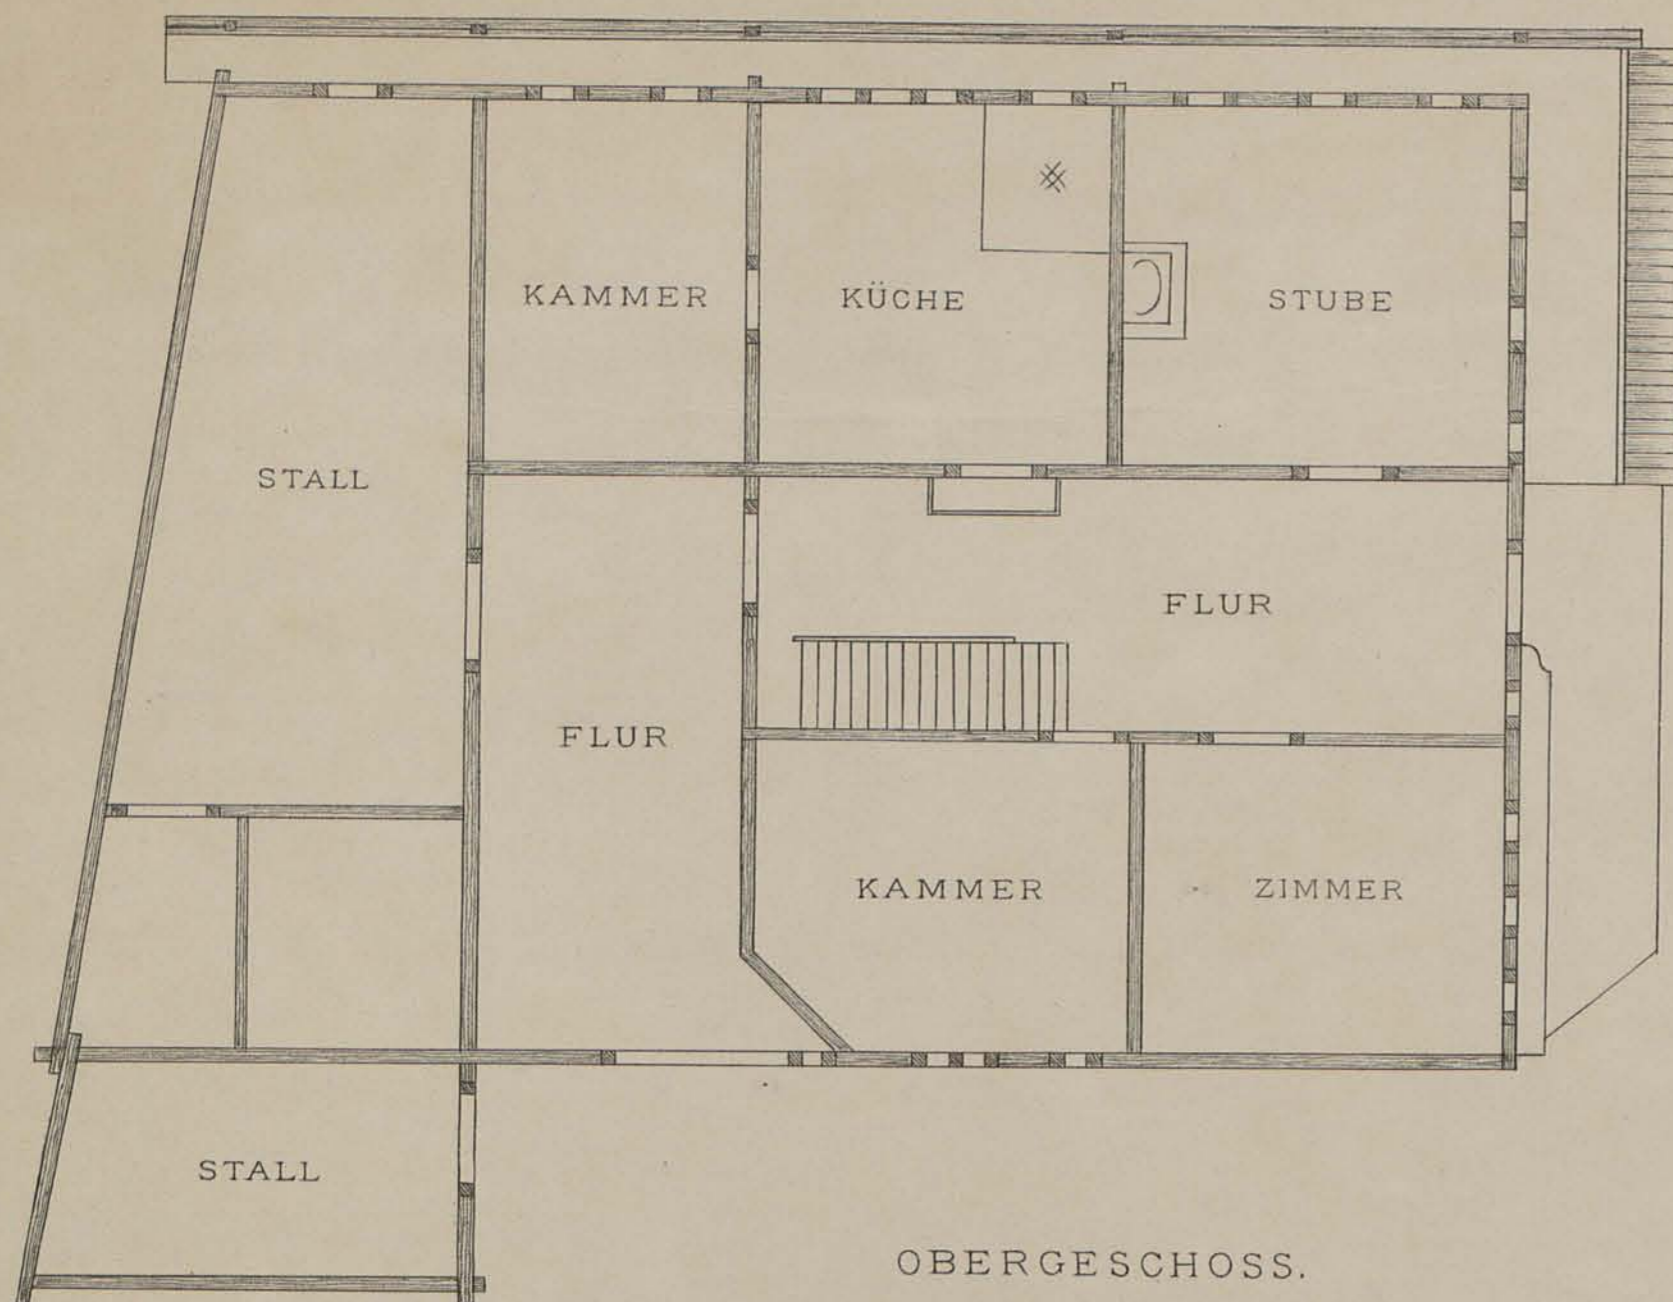 KAMMER
KÜCHE
STUBE
STALL
FLUR
FLUR
KAMMER
ZIMMER
STALL
OBERGESCHOSS.